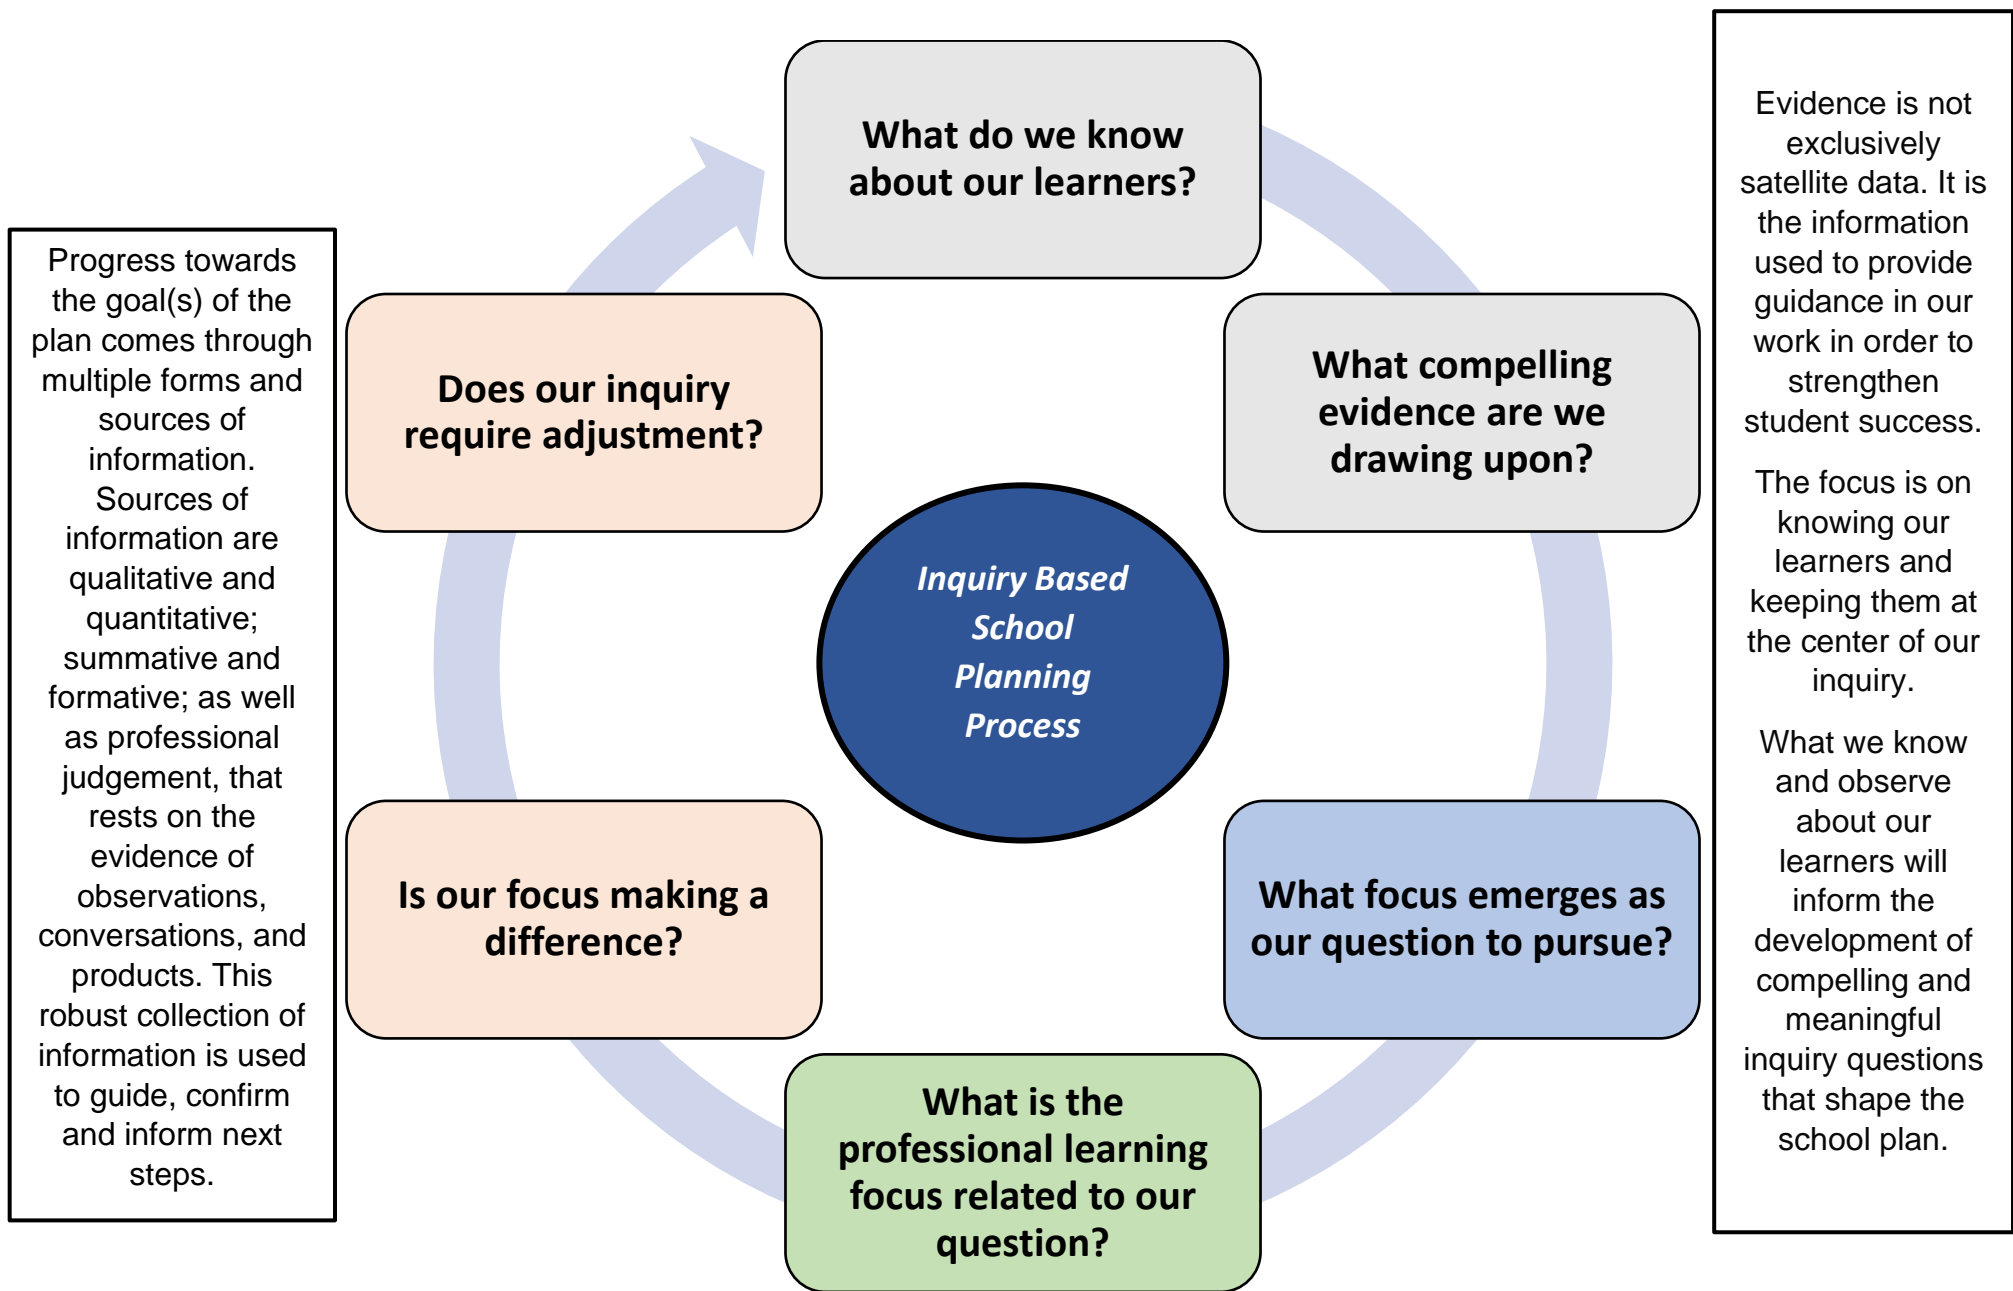 What do we know
about our learners?
What compelling
evidence are we
drawing upon?
What focus emerges as
our question to pursue?
What is the
professional learning
focus related to our
question?
Is our focus making a
difference?
Does our inquiry
require adjustment?
Inquiry Based
School
Planning
Process
Progress towards
the goal(s) of the
plan comes through
multiple forms and
sources of
information.
Sources of
information are
qualitative and
quantitative;
summative and
formative; as well
as professional
judgement, that
rests on the
evidence of
observations,
conversations, and
products. This
robust collection of
information is used
to guide, confirm
and inform next
steps.
Evidence is not
exclusively
satellite data. It is
the information
used to provide
guidance in our
work in order to
strengthen
student success.
The focus is on
knowing our
learners and
keeping them at
the center of our
inquiry.
What we know
and observe
about our
learners will
inform the
development of
compelling and
meaningful
inquiry questions
that shape the
school plan.